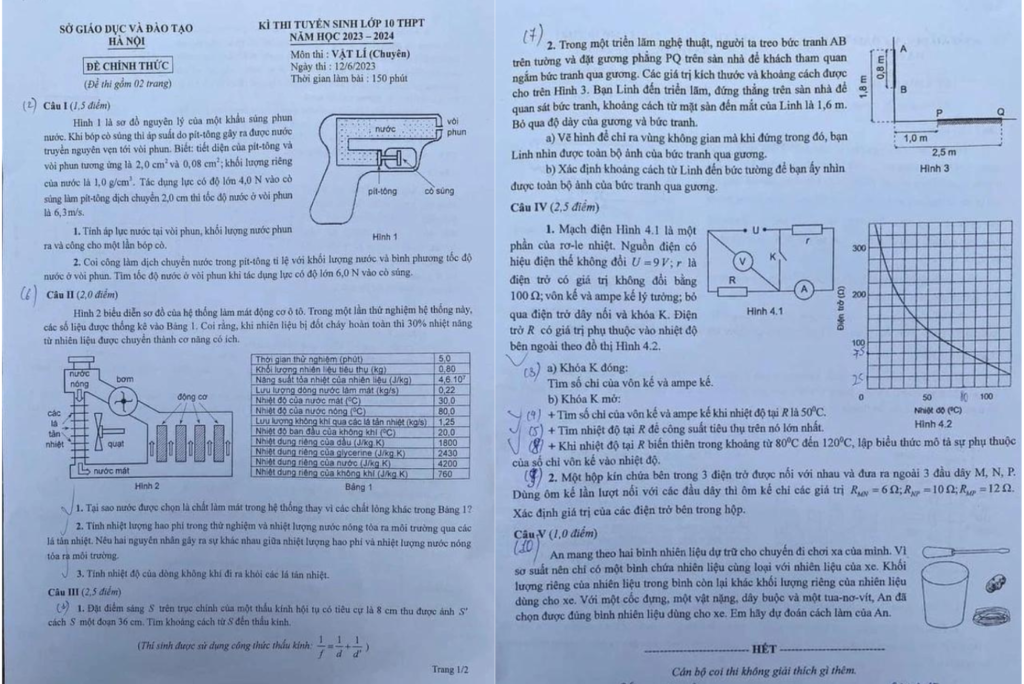 SỞ GIÁO DỤC VÀ ĐÀO TẠO
HÀ NỘI
ĐỀ CHÍNH THỨC
(Đề thi gồm 02 trang)
KÌ THI TUYỂN SINH LỚP 10 THPT
NĂM HỌC 2023 – 2024
Môn thi : VẬT LÍ (Chuyên)
Ngày thi : 12/6/2023
Thời gian làm bài : 150 phút
Câu I (1,5 điểm)
Hình 1 là sơ đồ nguyên lý của một khẩu súng phun
nước. Khi bóp cò súng thì áp suất do pít-tông gây ra được nước
truyền nguyên vẹn tới vòi phun. Biết: tiết diện của pít-tông và
vòi phun tương ứng là 2,0 cm² và 0,08 cm²; khối lượng riêng
của nước là 1,0 g/cm³. Tác dụng lực có độ lớn 4,0 N vào cò
súng làm pít-tông dịch chuyển 2,0 cm thì tốc độ nước ở vòi phun
là 6,3 m/s.
nước
vòi
phun
pít-tông
cò súng
Hình 1
1. Tính áp lực nước tại vòi phun, khối lượng nước phun
ra và công cho một lần bóp cò.
2. Coi công làm dịch chuyển nước trong pít-tông tỉ lệ với khối lượng nước và bình phương tốc độ
nước ở vòi phun. Tìm tốc độ nước ở vòi phun khi tác dụng lực có độ lớn 6,0 N vào cò súng.
(6) Câu II (2,0 điểm)
Hình 2 biểu diễn sơ đồ của hệ thống làm mát động cơ ô tô. Trong một lần thử nghiệm hệ thống này,
các số liệu được thống kê vào Bảng 1. Coi rằng, khi nhiên liệu bị đốt cháy hoàn toàn thì 30% nhiệt năng
từ nhiên liệu được chuyển thành cơ năng có ích.
nước
nóng
bơm
động cơ
các
lá
tản
nhiệt
quạt
nước mát
Hình 2
Thời gian thử nghiệm (phút) 5,0
Khối lượng nhiên liệu tiêu thụ (kg) 0,80
Năng suất tỏa nhiệt của nhiên liệu (J/kg) 4,6.10⁷
Lưu lượng dòng nước làm mát (kg/s) 0,22
Nhiệt độ của nước mát (⁰C) 30,0
Nhiệt độ của nước nóng (⁰C) 80,0
Lưu lượng không khí qua các lá tản nhiệt (kg/s) 1,25
Nhiệt độ ban đầu của không khí (⁰C) 20,0
Nhiệt dung riêng của dầu (J/kg.K) 1800
Nhiệt dung riêng của glycerine (J/kg.K) 2430
Nhiệt dung riêng của nước (J/kg.K) 4200
Nhiệt dung riêng của không khí (J/kg.K) 760
Bảng 1
1. Tại sao nước được chọn là chất làm mát trong hệ thống thay vì các chất lỏng khác trong Bảng 1?
2. Tính nhiệt lượng hao phí trong thử nghiệm và nhiệt lượng nước nóng tỏa ra môi trường qua các
lá tản nhiệt. Nêu hai nguyên nhân gây ra sự khác nhau giữa nhiệt lượng hao phí và nhiệt lượng nước nóng
tỏa ra môi trường.
3. Tính nhiệt độ của dòng không khí đi ra khỏi các lá tản nhiệt.
Câu III (2,5 điểm)
1. Đặt điểm sáng S trên trục chính của một thấu kính hội tụ có tiêu cự là 8 cm thu được ảnh S'
cách S một đoạn 36 cm. Tìm khoảng cách từ S đến thấu kính.
(Thí sinh được sử dụng công thức thấu kính: 1/f = 1/d + 1/d' )
Trang 1/2
(7)
2. Trong một triển lãm nghệ thuật, người ta treo bức tranh AB
trên tường và đặt gương phẳng PQ trên sàn nhà để khách tham quan
ngắm bức tranh qua gương. Các giá trị kích thước và khoảng cách được
cho trên Hình 3. Bạn Linh đến triển lãm, đứng thẳng trên sàn nhà để
quan sát bức tranh, khoảng cách từ mặt sàn đến mắt của Linh là 1,6 m.
Bỏ qua độ dày của gương và bức tranh.
a) Vẽ hình để chỉ ra vùng không gian mà khi đứng trong đó, bạn
Linh nhìn được toàn bộ ảnh của bức tranh qua gương.
b) Xác định khoảng cách từ Linh đến bức tường để bạn ấy nhìn
được toàn bộ ảnh của bức tranh qua gương.
1,8 m
0,8 m
A
B
P
Q
1,0 m
2,5 m
Hình 3
Câu IV (2,5 điểm)
1. Mạch điện Hình 4.1 là một
phần của rơ-le nhiệt. Nguồn điện có
hiệu điện thế không đổi U = 9 V; r là
điện trở có giá trị không đổi bằng
100 Ω; vôn kế và ampe kế lý tưởng; bỏ
qua điện trở dây nối và khóa K. Điện
trở R có giá trị phụ thuộc vào nhiệt độ
bên ngoài theo đồ thị Hình 4.2.
U
r
V
K
R
A
Hình 4.1
Điện trở (Ω)
300
200
100
75
25
0
50
80
100
Nhiệt độ (⁰C)
Hình 4.2
(3) a) Khóa K đóng:
Tìm số chỉ của vôn kế và ampe kế.
b) Khóa K mở:
(4) + Tìm số chỉ của vôn kế và ampe kế khi nhiệt độ tại R là 50⁰C.
(5) + Tìm nhiệt độ tại R để công suất tiêu thụ trên nó lớn nhất.
(8) + Khi nhiệt độ tại R biến thiên trong khoảng từ 80⁰C đến 120⁰C, lập biểu thức mô tả sự phụ thuộc
của số chỉ vôn kế vào nhiệt độ.
(9) 2. Một hộp kín chứa bên trong 3 điện trở được nối với nhau và đưa ra ngoài 3 đầu dây M, N, P.
Dùng ôm kế lần lượt nối với các đầu dây thì ôm kế chỉ các giá trị R_MN = 6 Ω; R_NP = 10 Ω; R_MP = 12 Ω.
Xác định giá trị của các điện trở bên trong hộp.
Câu V (1,0 điểm)
(10)
An mang theo hai bình nhiên liệu dự trữ cho chuyến đi chơi xa của mình. Vì
sơ suất nên chỉ có một bình chứa nhiên liệu cùng loại với nhiên liệu của xe. Khối
lượng riêng của nhiên liệu trong bình còn lại khác khối lượng riêng của nhiên liệu
dùng cho xe. Với một cốc đựng, một vật nặng, dây buộc và một tua-nơ-vít, An đã
chọn được đúng bình nhiên liệu dùng cho xe. Em hãy dự đoán cách làm của An.
HẾT
Cán bộ coi thi không giải thích gì thêm.